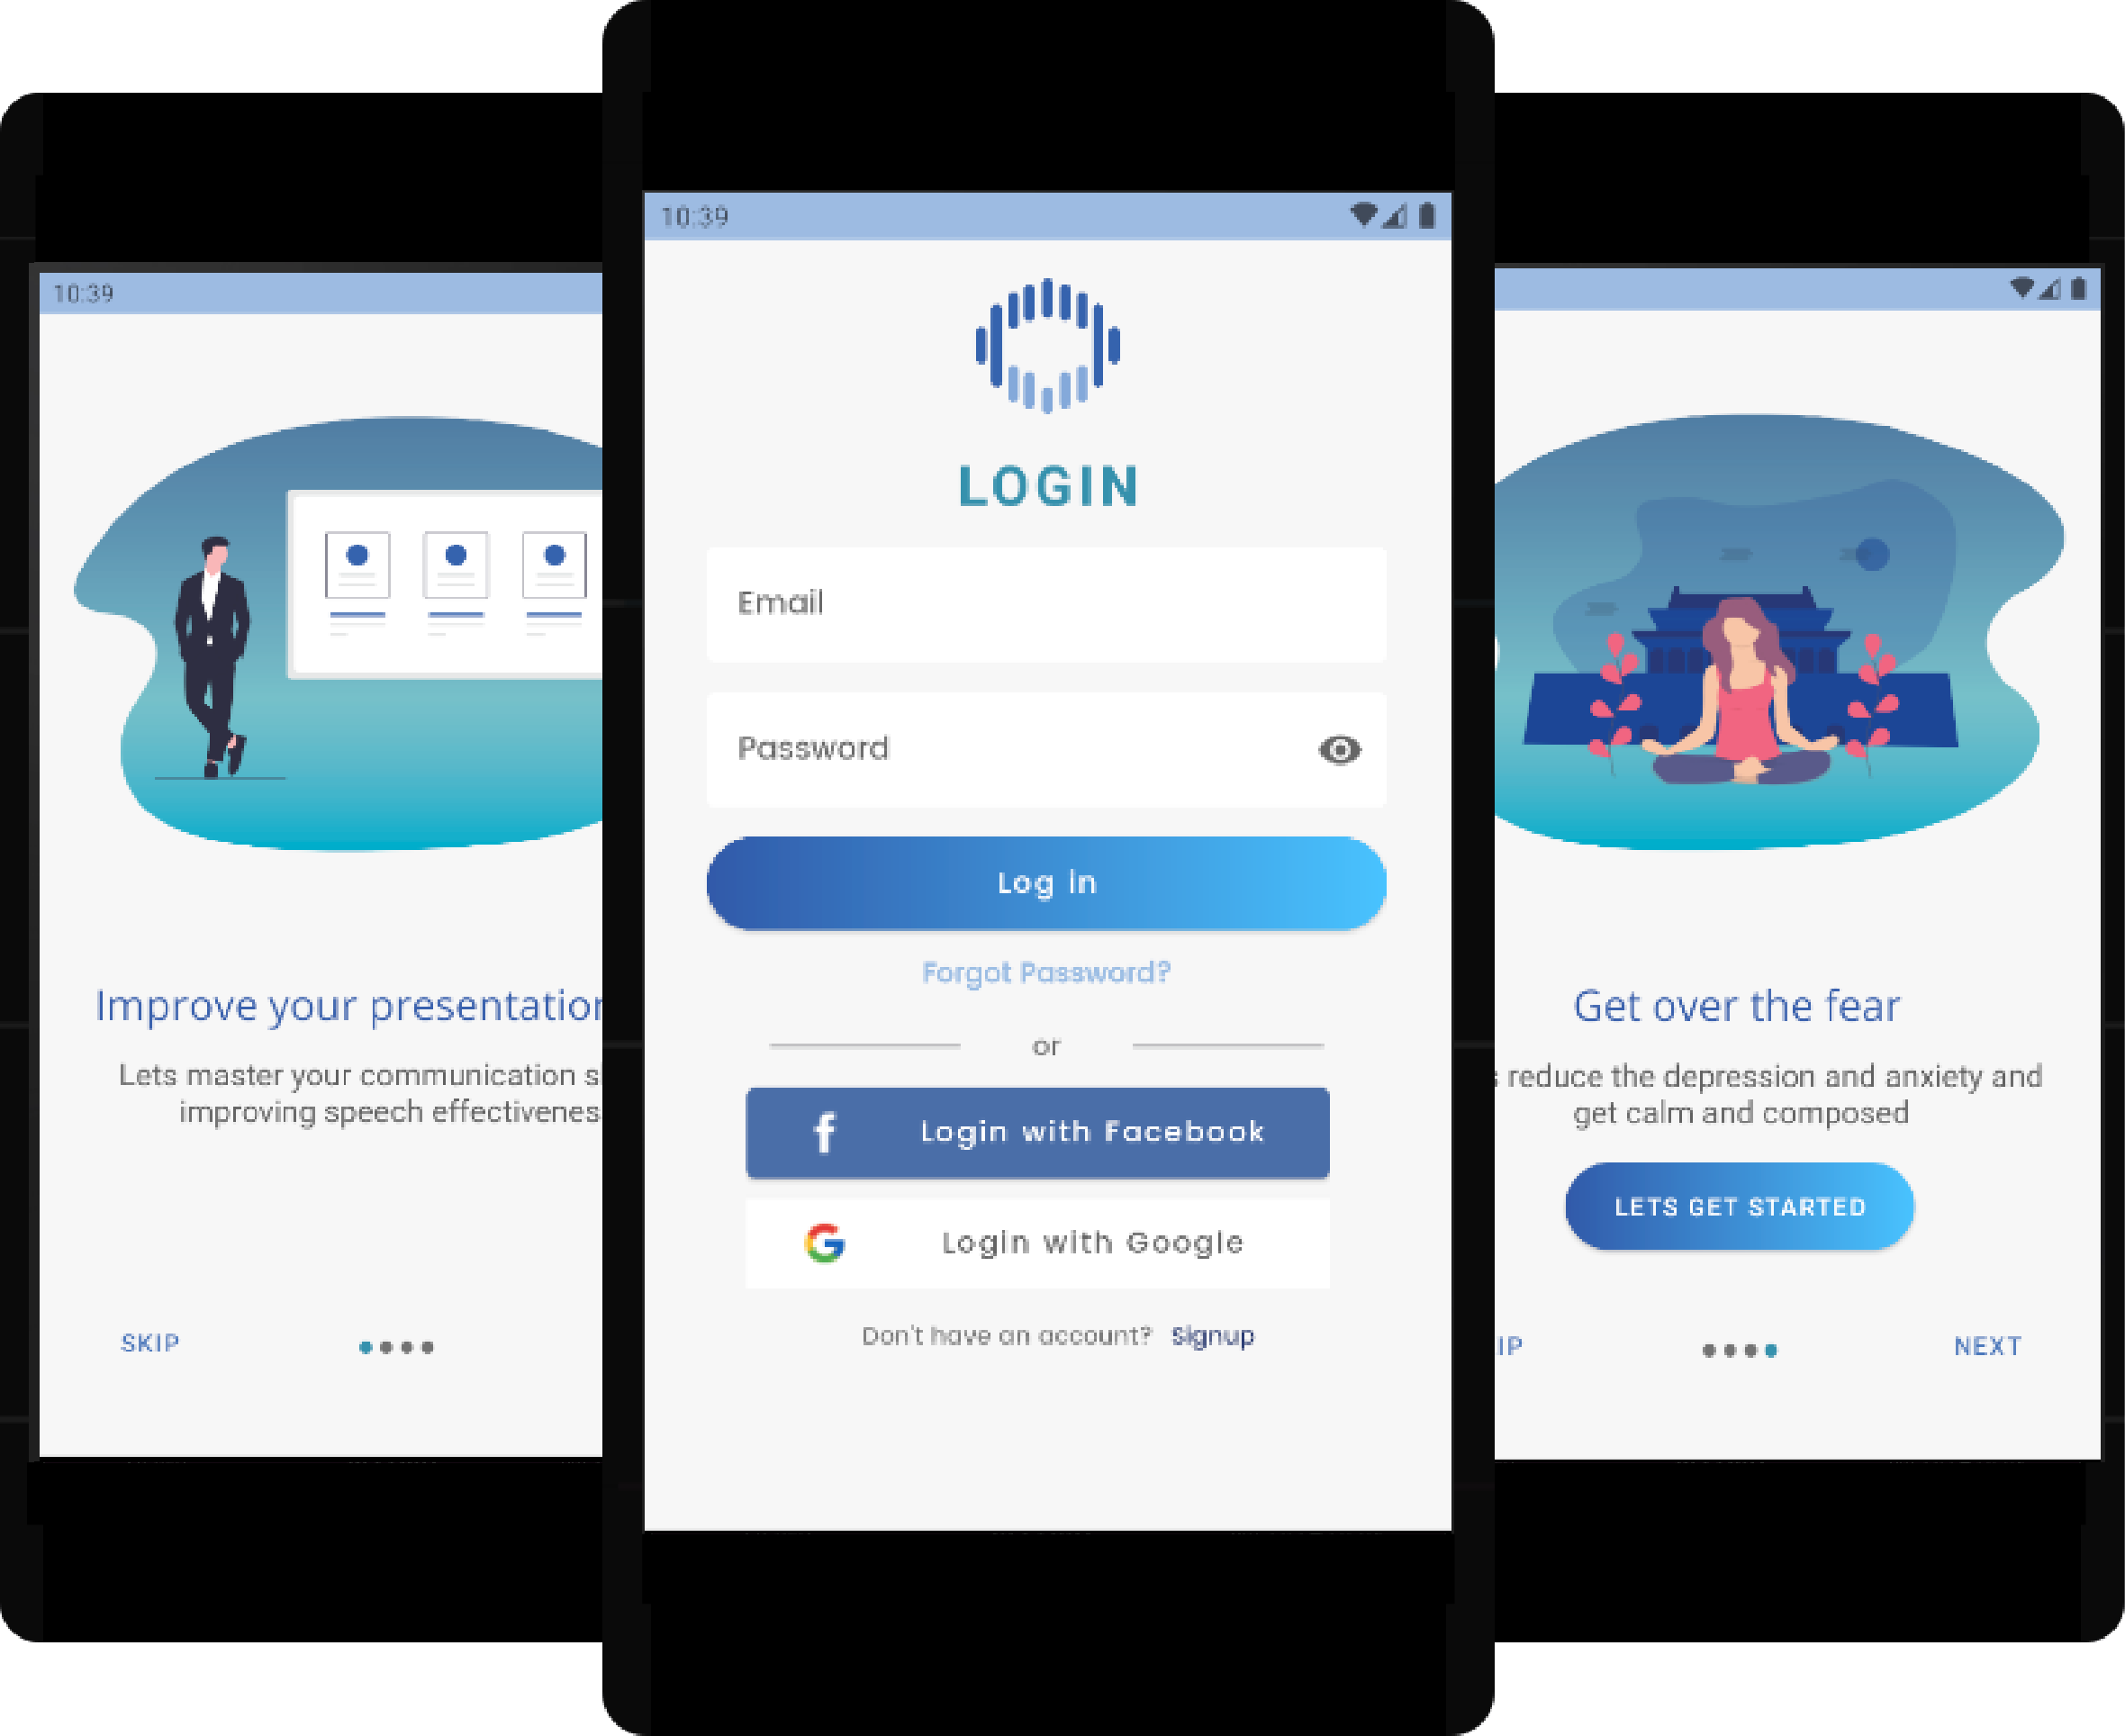 10:39
Improve your presentation
Lets master your communication
improving speech effectivenes
SKIP
10:39
LOGIN
Email
Password
Log in
Forgot Password?
or
f Login with Facebook
G Login with Google
Don't have an account? Signup
Get over the fear
reduce the depression and anxiety and
get calm and composed
LETS GET STARTED
IP
NEXT